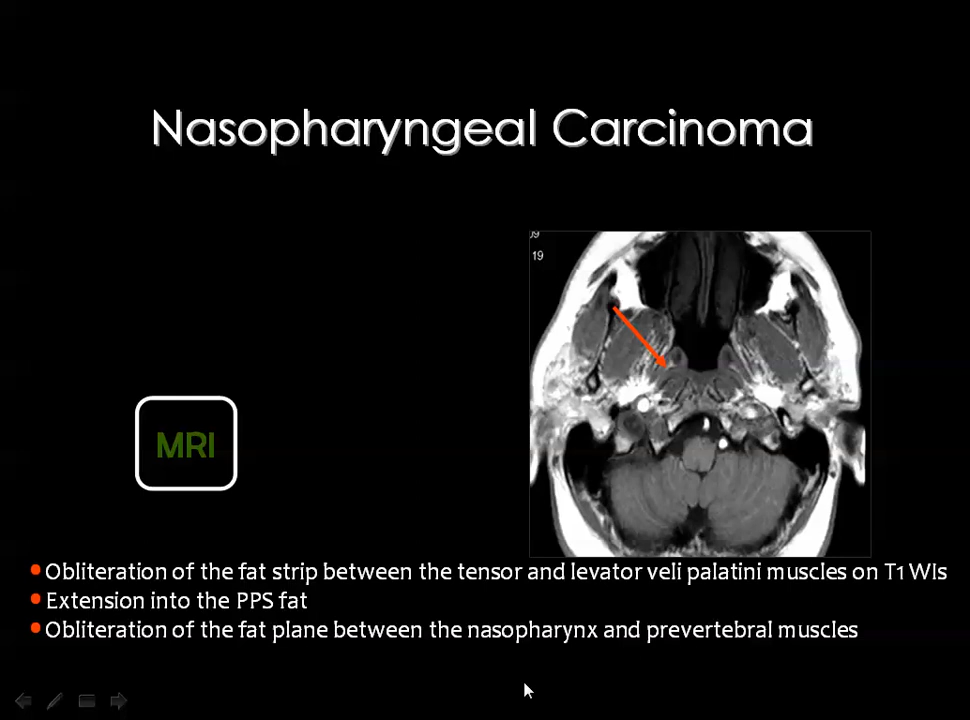 Nasopharyngeal Carcinoma
19
MRI
Obliteration of the fat strip between the tensor and levator veli palatini muscles on T1 WIs
Extension into the PPS fat
Obliteration of the fat plane between the nasopharynx and prevertebral muscles